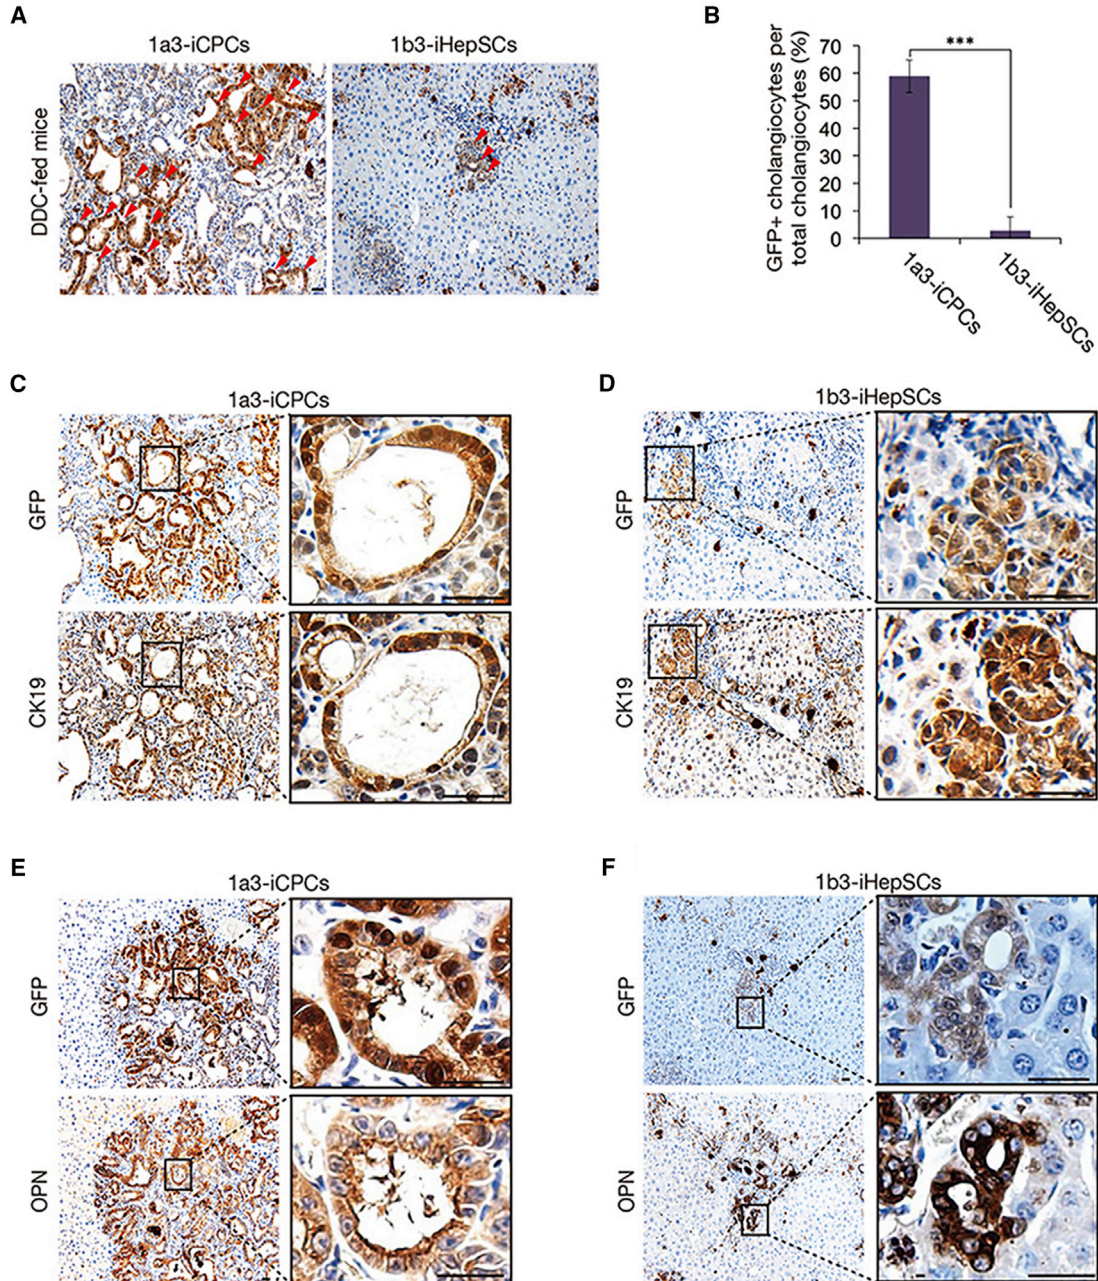 A
1a3-iCPCs
1b3-iHepSCs
DDC-fed mice
B
GFP+ cholangiocytes per
total cholangiocytes (%)
70
60
50
40
30
60
20
10
0
***
1a3-iCPCs
1b3-iHepSCs
C
1a3-iCPCs
GFP
CK19
D
1b3-iHepSCs
GFP
CK19
E
1a3-iCPCs
GFP
OPN
F
1b3-iHepSCs
GFP
OPN